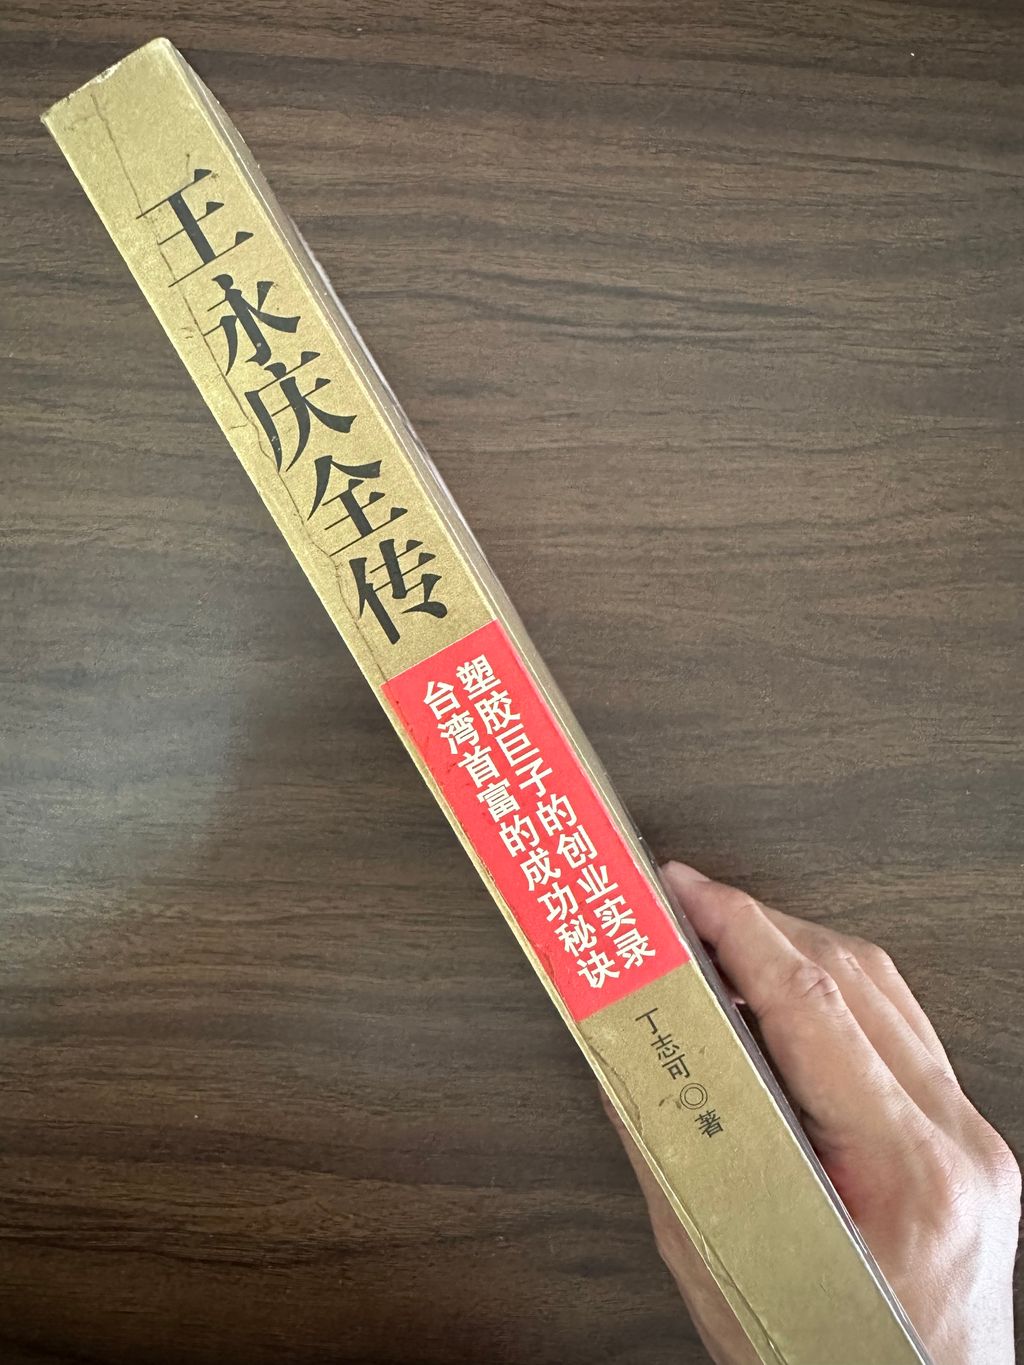 王永庆全传
塑胶巨子的创业实录
台湾首富的成功秘诀
丁志可◎著